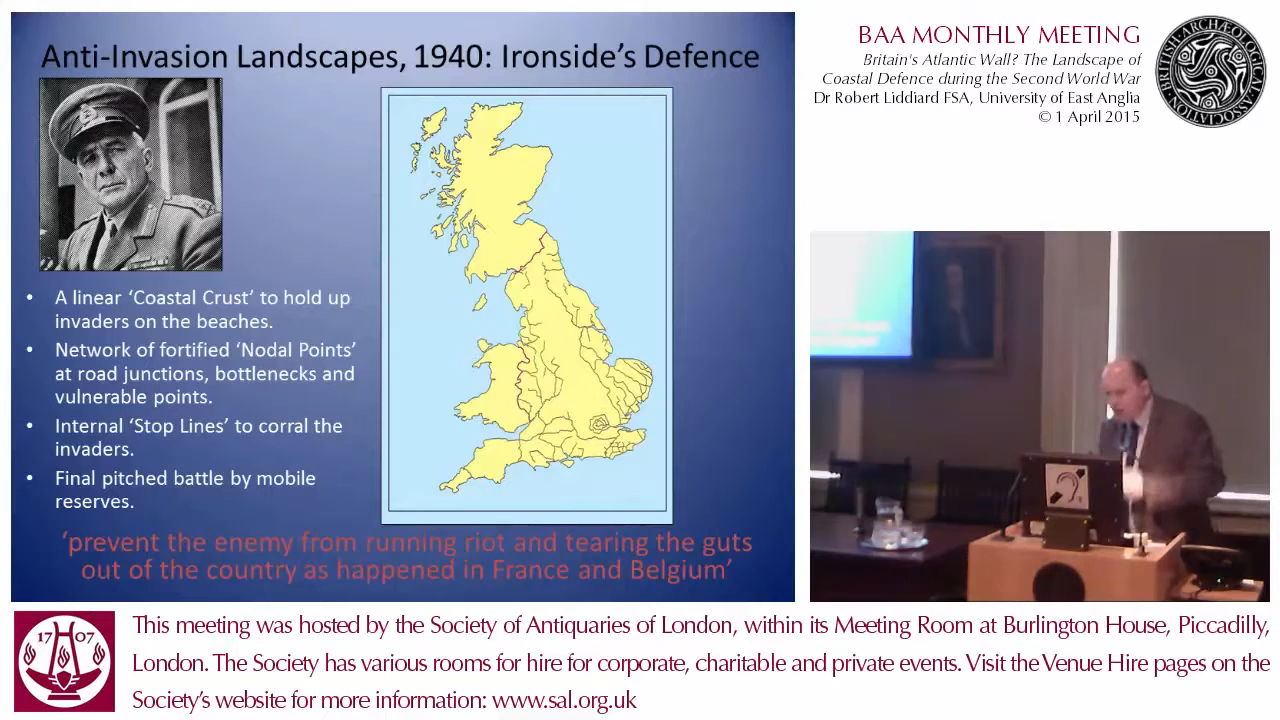 Anti-Invasion Landscapes, 1940: Ironside's Defence
• A linear 'Coastal Crust' to hold up
invaders on the beaches.
• Network of fortified 'Nodal Points'
at road junctions, bottlenecks and
vulnerable points.
• Internal 'Stop Lines' to corral the
invaders.
• Final pitched battle by mobile
reserves.
'prevent the enemy from running riot and tearing the guts
out of the country as happened in France and Belgium'
BAA MONTHLY MEETING
Britain's Atlantic Wall? The Landscape of
Coastal Defence during the Second World War
Dr Robert Liddiard FSA, University of East Anglia
© 1 April 2015
BRITISH ARCHÆOLOGICAL ASSOCIATION
1707
This meeting was hosted by the Society of Antiquaries of London, within its Meeting Room at Burlington House, Piccadilly,
London. The Society has various rooms for hire for corporate, charitable and private events. Visit the Venue Hire pages on the
Society's website for more information: www.sal.org.uk